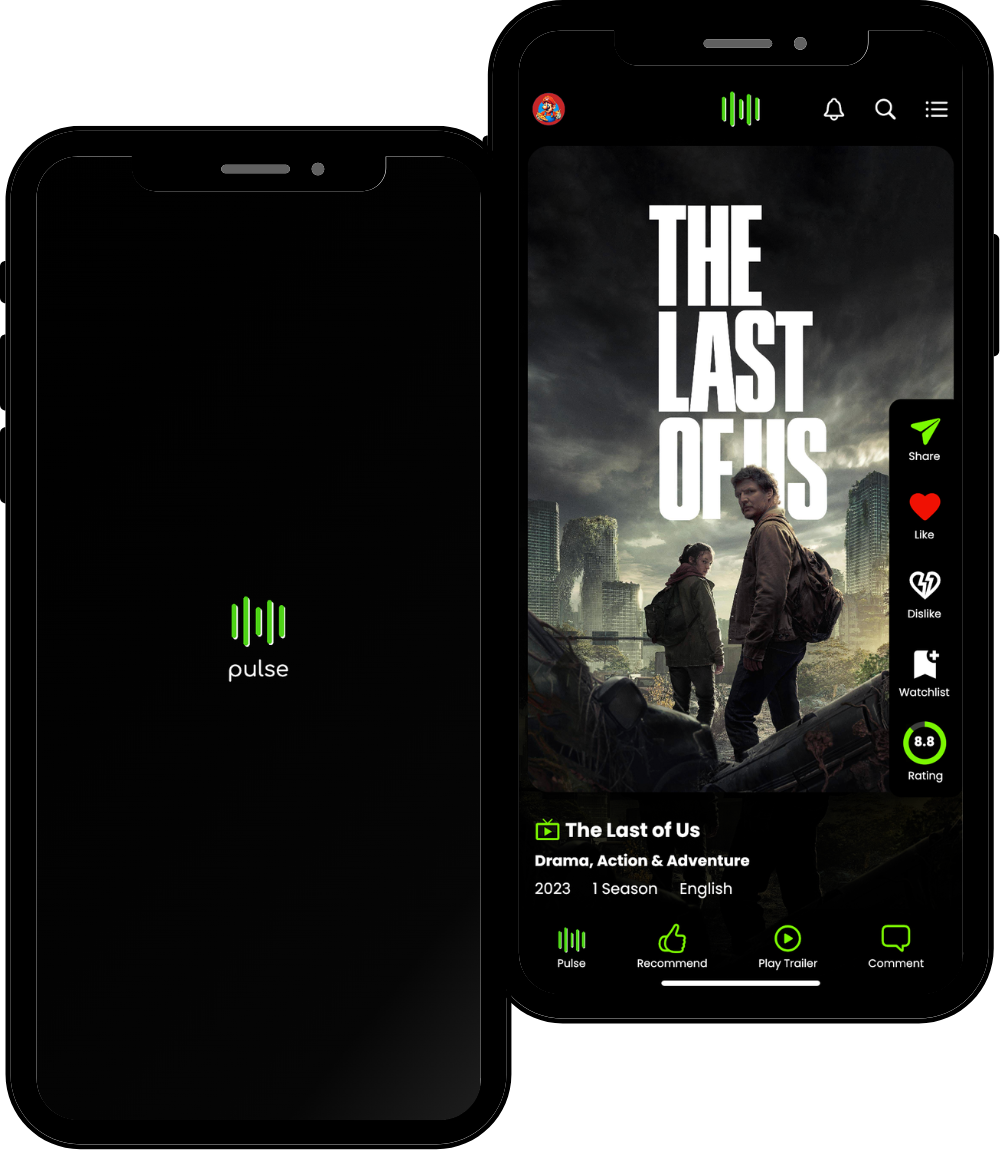 pulse
THE
LAST
OF US
Share
Like
Dislike
Watchlist
8.8
Rating
The Last of Us
Drama, Action & Adventure
2023 1 Season English
Pulse Recommend Play Trailer Comment